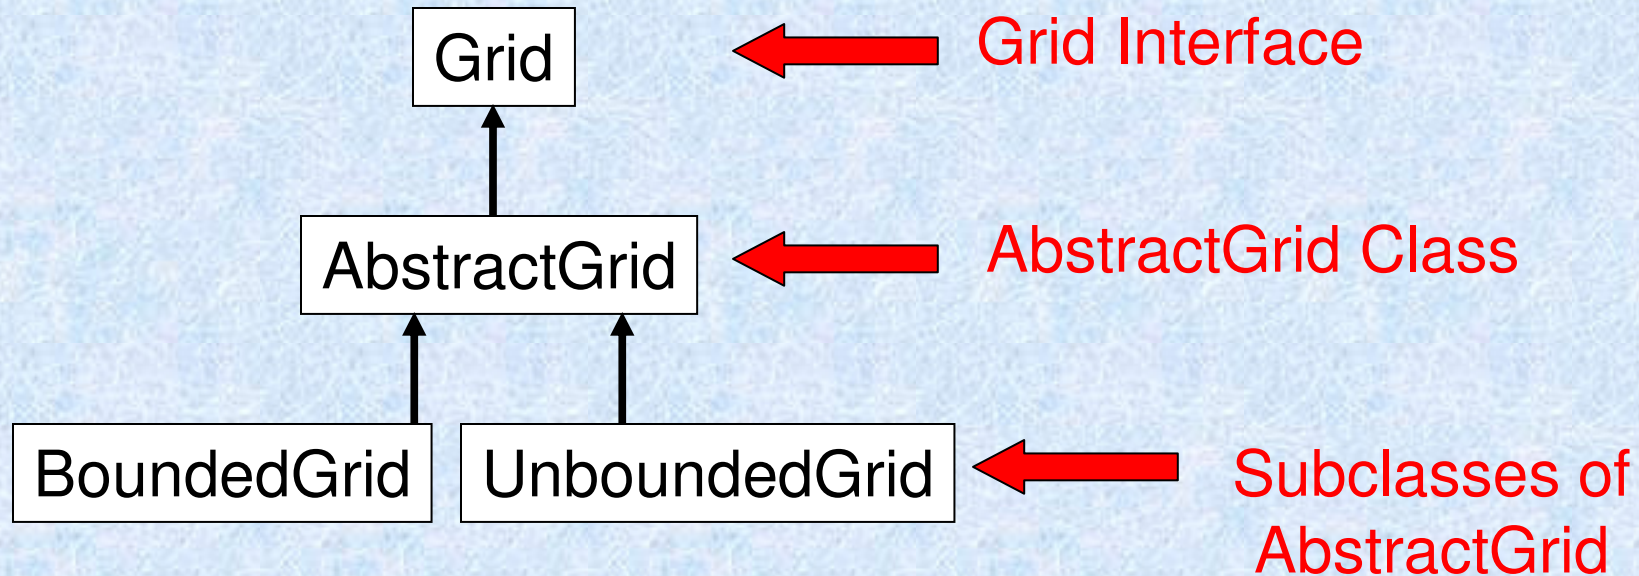 Grid
Grid Interface
AbstractGrid
AbstractGrid Class
BoundedGrid
UnboundedGrid
Subclasses of
AbstractGrid